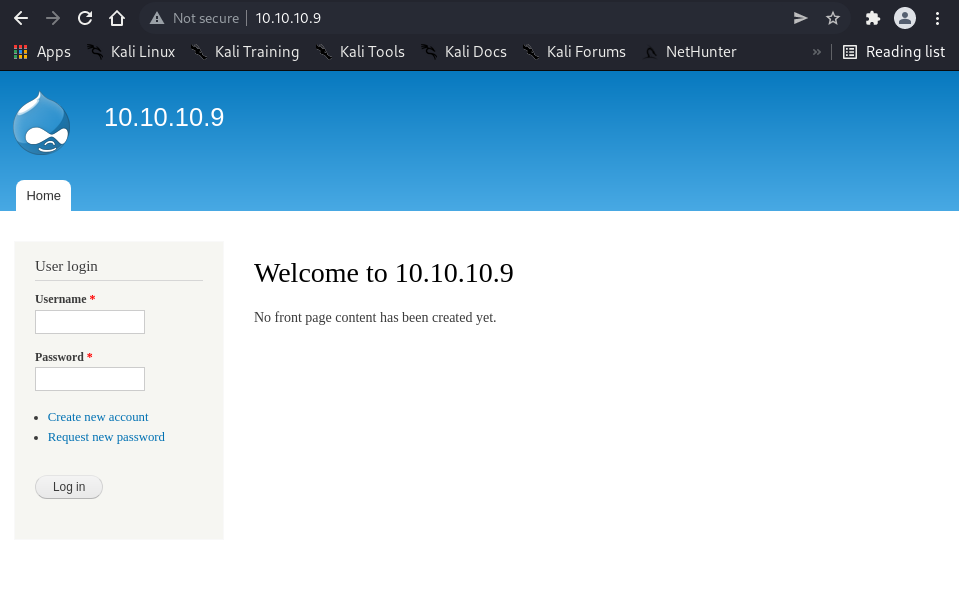 Not secure 10.10.10.9
Apps Kali Linux Kali Training Kali Tools Kali Docs Kali Forums NetHunter » Reading list
10.10.10.9
Home
User login
Username *
Password *
Create new account
Request new password
Log in
Welcome to 10.10.10.9
No front page content has been created yet.